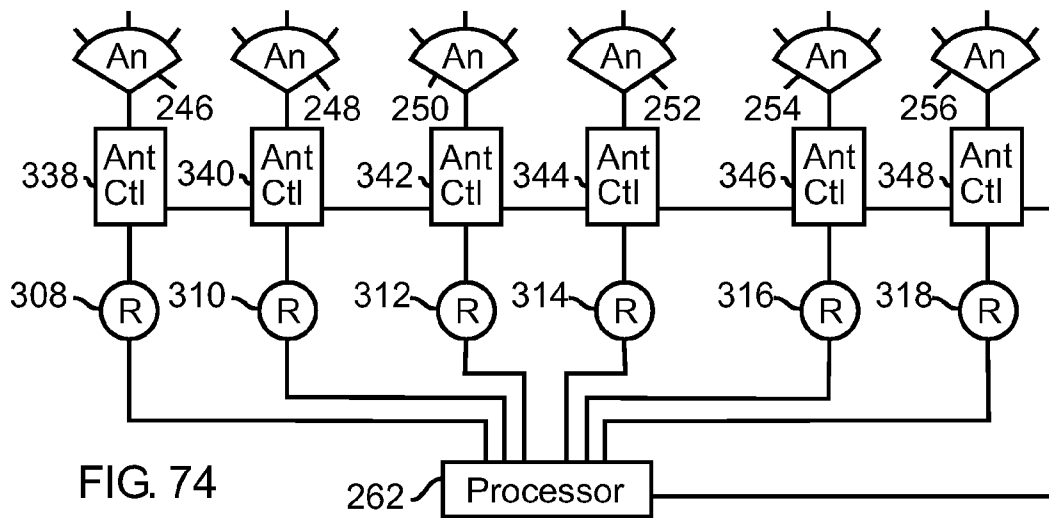 An An An An An An
246 248 250 252 254 256
338 Ant Ctl 340 Ant Ctl 342 Ant Ctl 344 Ant Ctl 346 Ant Ctl 348 Ant Ctl
308 R 310 R 312 R 314 R 316 R 318 R
FIG. 74
262 Processor